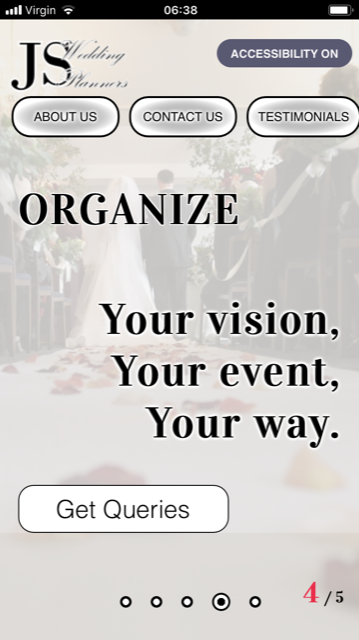 Virgin 06:38
JS Wedding Planners
ACCESSIBILITY ON
ABOUT US CONTACT US TESTIMONIALS
ORGANIZE
Your vision,
Your event,
Your way.
Get Queries
4/5